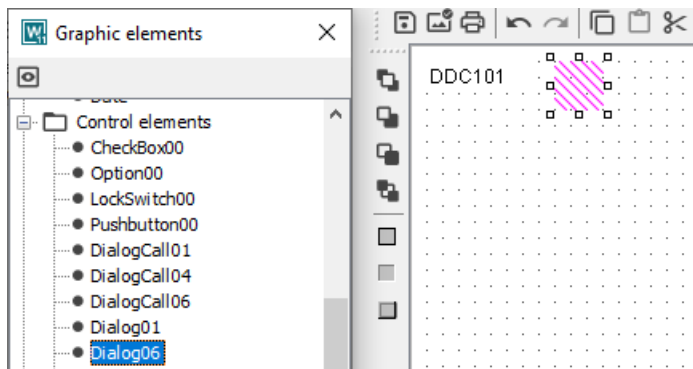 Graphic elements
Date
Control elements
CheckBox00
Option00
LockSwitch00
Pushbutton00
DialogCall01
DialogCall04
DialogCall06
Dialog01
Dialog06
DDC101